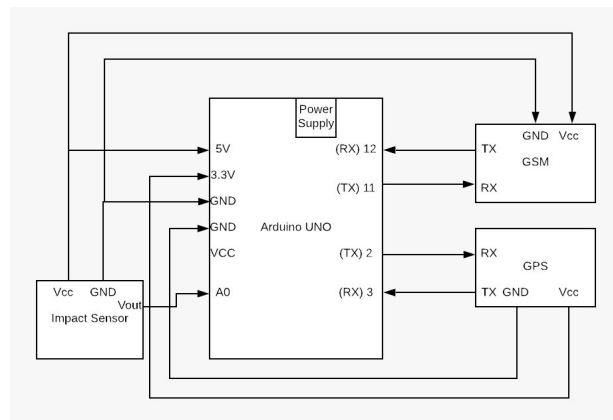 Power
Supply
5V
3.3V
GND
GND
VCC
A0
Arduino UNO
(RX) 12
(TX) 11
(TX) 2
(RX) 3
GND Vcc
TX
GSM
RX
RX
GPS
TX GND Vcc
Vcc GND
Vout
Impact Sensor